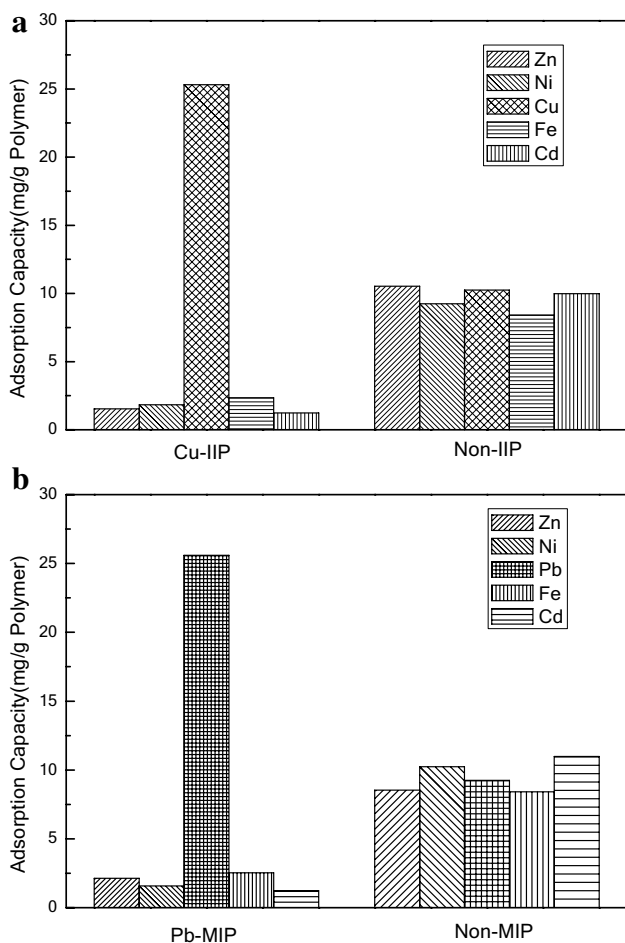 a
Adsorption Capacity(mg/g Polymer)
30
25
20
15
10
5
0
Zn
Ni
Cu
Fe
Cd
Cu-IIP
Non-IIP
b
Adsorption Capacity(mg/g Polymer)
30
25
20
15
10
5
0
Zn
Ni
Pb
Fe
Cd
Pb-MIP
Non-MIP